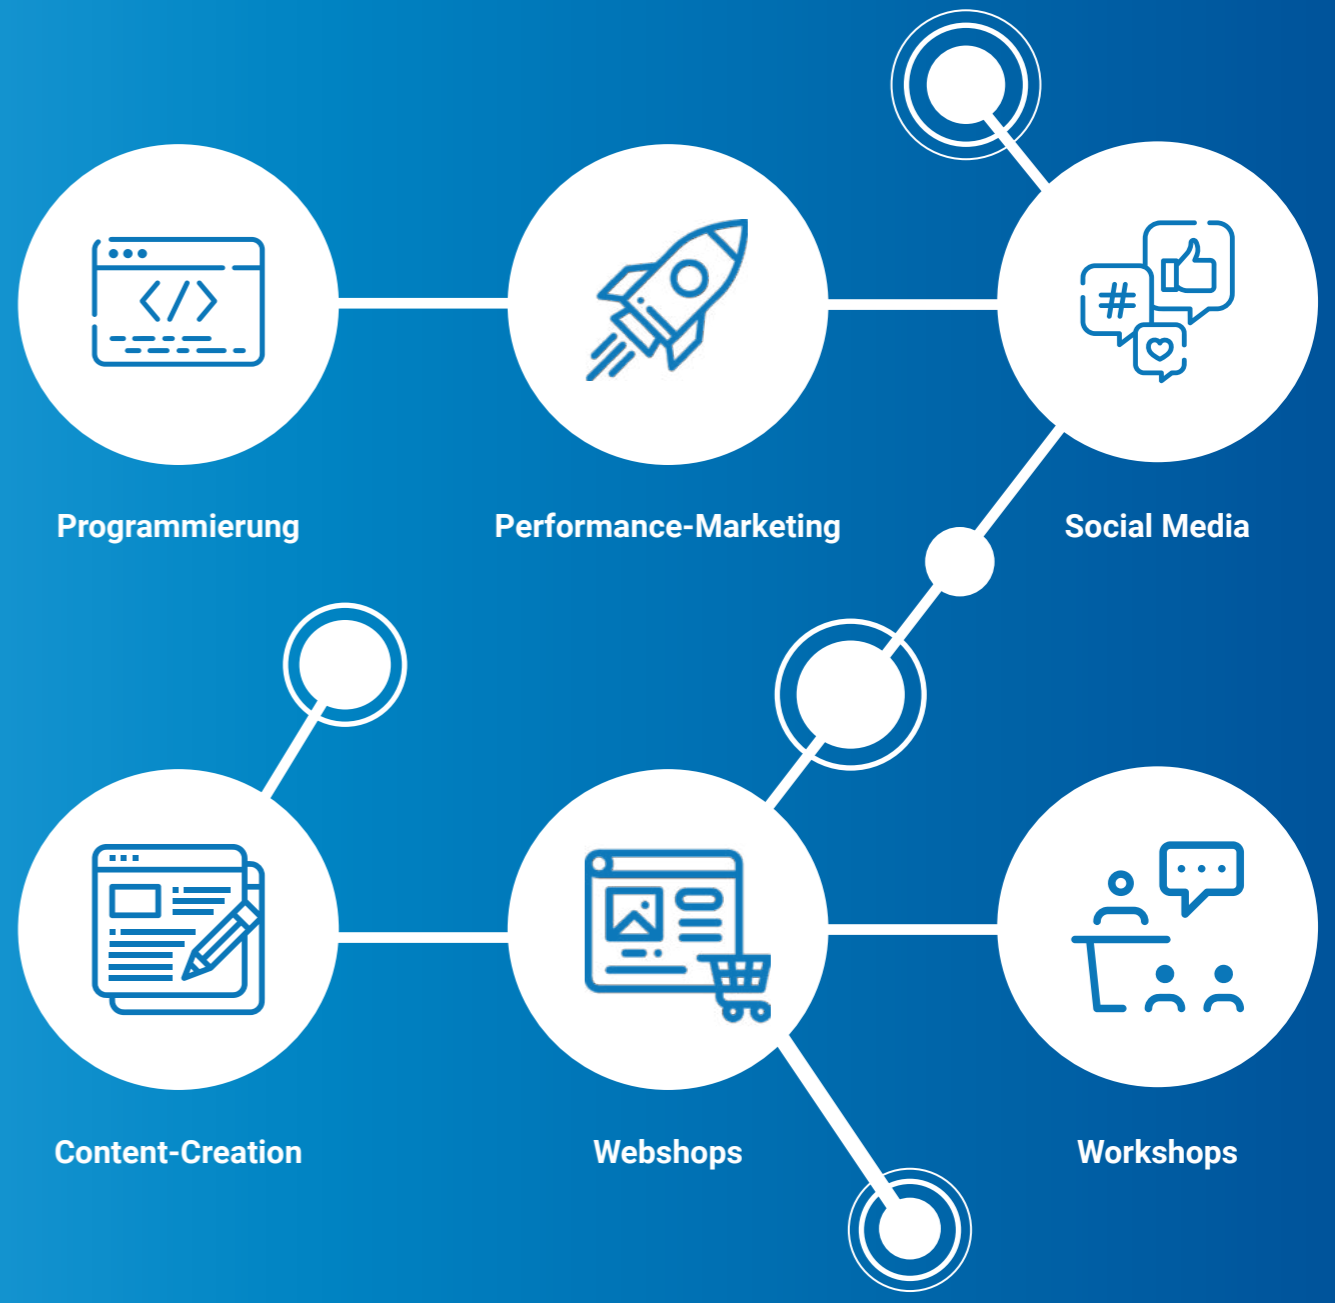 Programmierung
Performance-Marketing
Social Media
Content-Creation
Webshops
Workshops